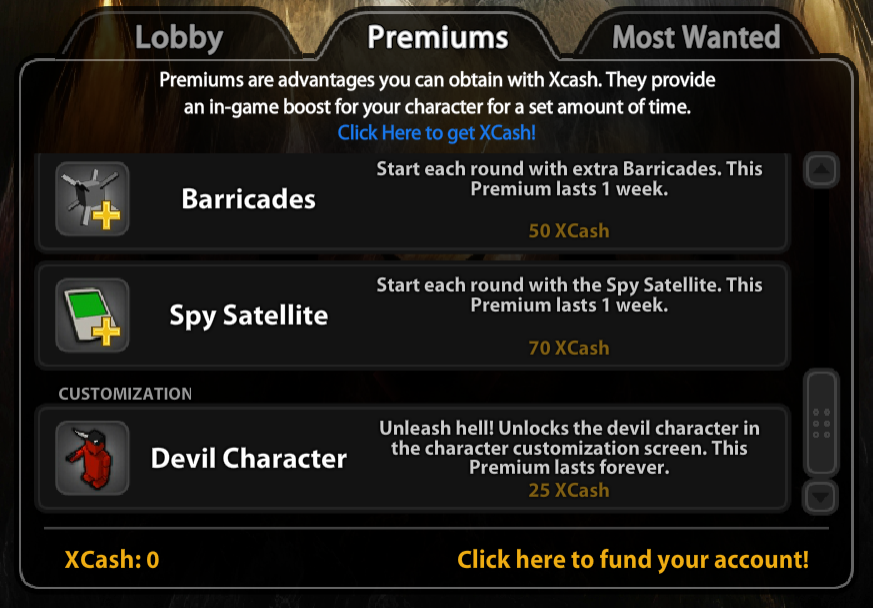 Lobby
Premiums
Most Wanted
Premiums are advantages you can obtain with Xcash. They provide
an in-game boost for your character for a set amount of time.
Click Here to get XCash!
Barricades
Start each round with extra Barricades. This
Premium lasts 1 week.
50 XCash
Spy Satellite
Start each round with the Spy Satellite. This
Premium lasts 1 week.
70 XCash
CUSTOMIZATION
Devil Character
Unleash hell! Unlocks the devil character in
the character customization screen. This
Premium lasts forever.
25 XCash
XCash: 0
Click here to fund your account!